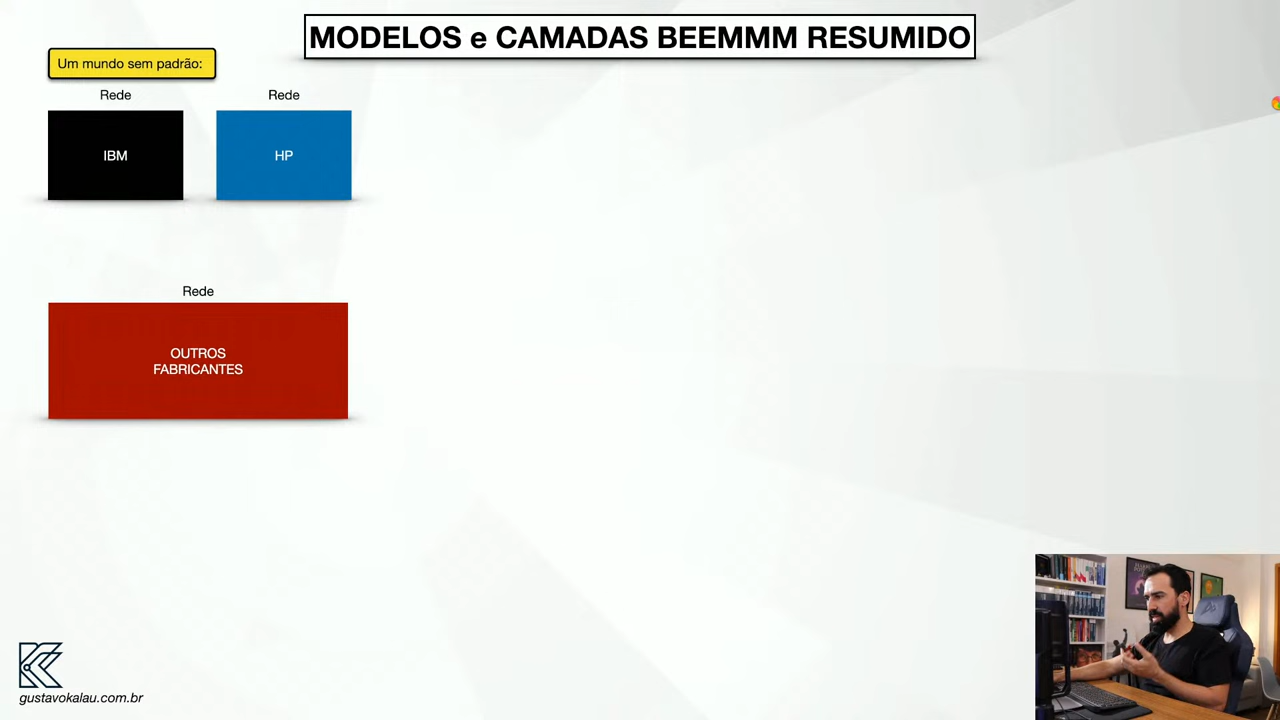 MODELOS e CAMADAS BEEMMM RESUMIDO
Um mundo sem padrão:
Rede
Rede
IBM
HP
Rede
OUTROS
FABRICANTES
gustavokalau.com.br